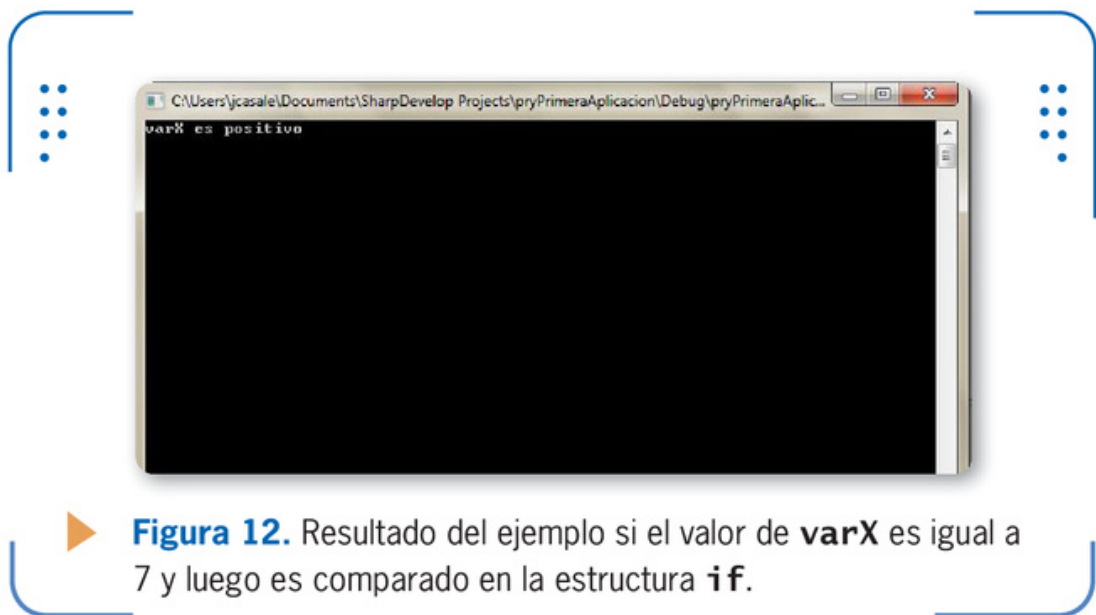 C:\Users\jcasale\Documents\SharpDevelop Projects\pryPrimeraAplicacion\Debug\pryPrimeraAplic...
varX es positivo
Figura 12. Resultado del ejemplo si el valor de varX es igual a
7 y luego es comparado en la estructura if.